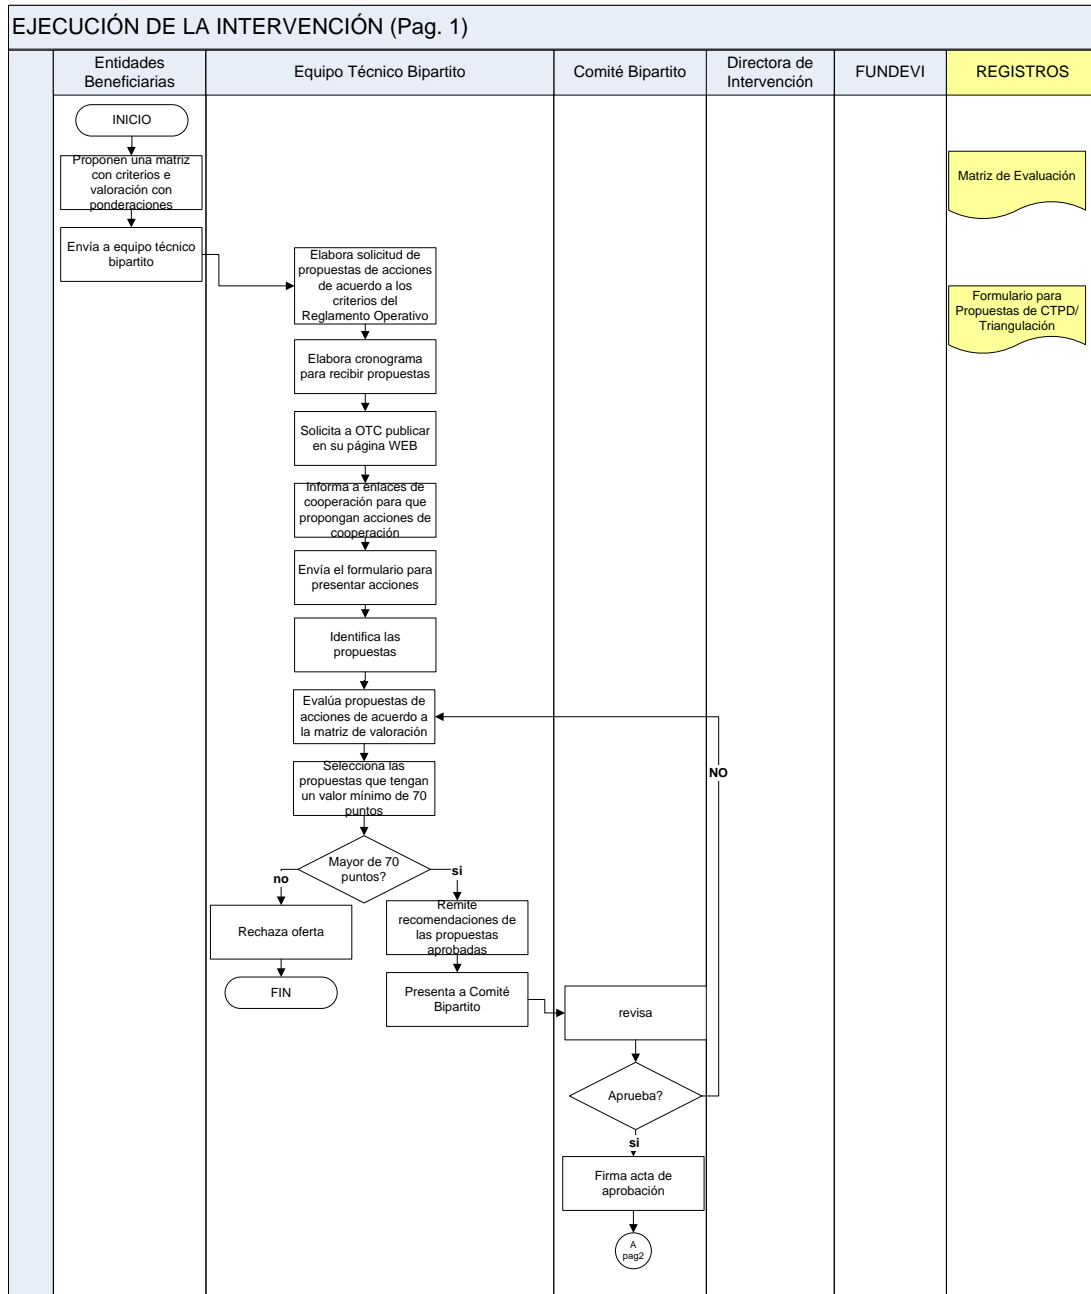 EJECUCIÓN DE LA INTERVENCIÓN (Pag. 1)
Entidades
Beneficiarias
Equipo Técnico Bipartito
Comité Bipartito
Directora de
Intervención
FUNDEVI
REGISTROS
INICIO
Proponen una matriz
con criterios e
valoración con
ponderaciones
Matriz de Evaluación
Envía a equipo técnico
bipartito
Elabora solicitud de
propuestas de acciones
de acuerdo a los
criterios del
Reglamento Operativo
Formulario para
Propuestas de CTPD/
Triangulación
Elabora cronograma
para recibir propuestas
Solicita a OTC publicar
en su página WEB
Informa a enlaces de
cooperación para que
propongan acciones de
cooperación
Envía el formulario para
presentar acciones
Identifica las
propuestas
Evalúa propuestas de
acciones de acuerdo a
la matriz de valoración
Selecciona las
propuestas que tengan
un valor mínimo de 70
puntos
NO
Mayor de 70
puntos?
no
si
Rechaza oferta
Remite
recomendaciones de
las propuestas
aprobadas
FIN
Presenta a Comité
Bipartito
revisa
Aprueba?
si
Firma acta de
aprobación
A
pag2